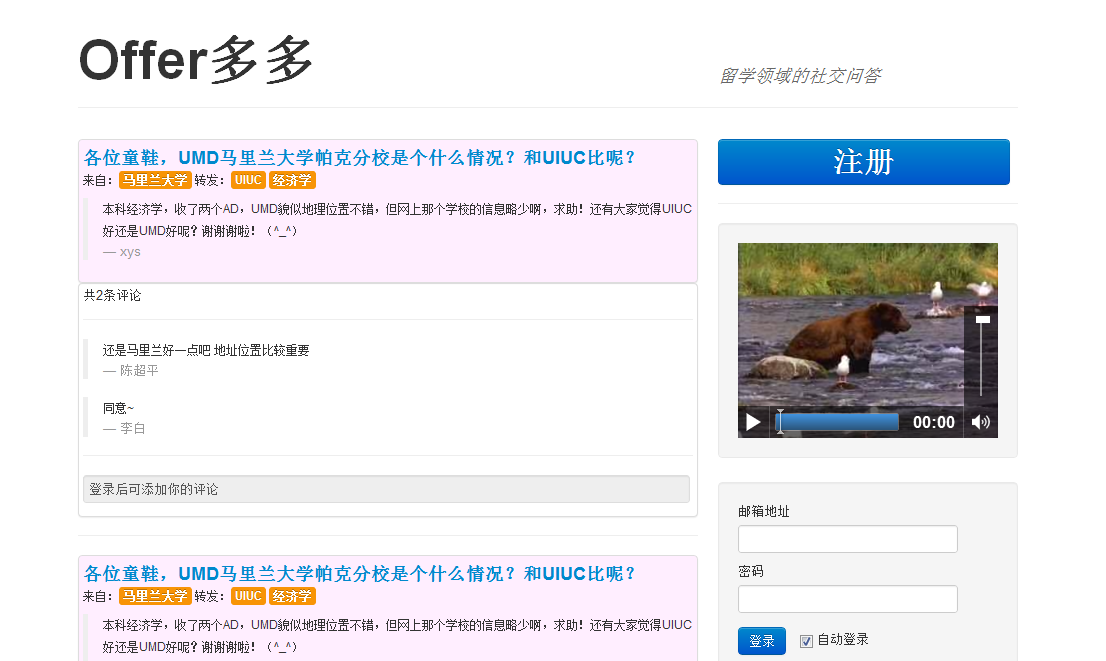 Offer多多
留学领域的社交问答
各位童鞋，UMD马里兰大学帕克分校是个什么情况？和UIUC比呢？
来自：马里兰大学 转发：UIUC 经济学
本科经济学，收了两个AD，UMD貌似地理位置不错，但网上那个学校的信息略少啊，求助！还有大家觉得UIUC
好还是UMD好呢？谢谢谢啦！（^_^）
— xys
共2条评论
还是马里兰好一点吧 地址位置比较重要
— 陈超平
同意~
— 李白
登录后可添加你的评论
各位童鞋，UMD马里兰大学帕克分校是个什么情况？和UIUC比呢？
来自：马里兰大学 转发：UIUC 经济学
本科经济学，收了两个AD，UMD貌似地理位置不错，但网上那个学校的信息略少啊，求助！还有大家觉得UIUC
好还是UMD好呢？谢谢谢啦！（^_^）
注册
00:00
邮箱地址
密码
登录 自动登录